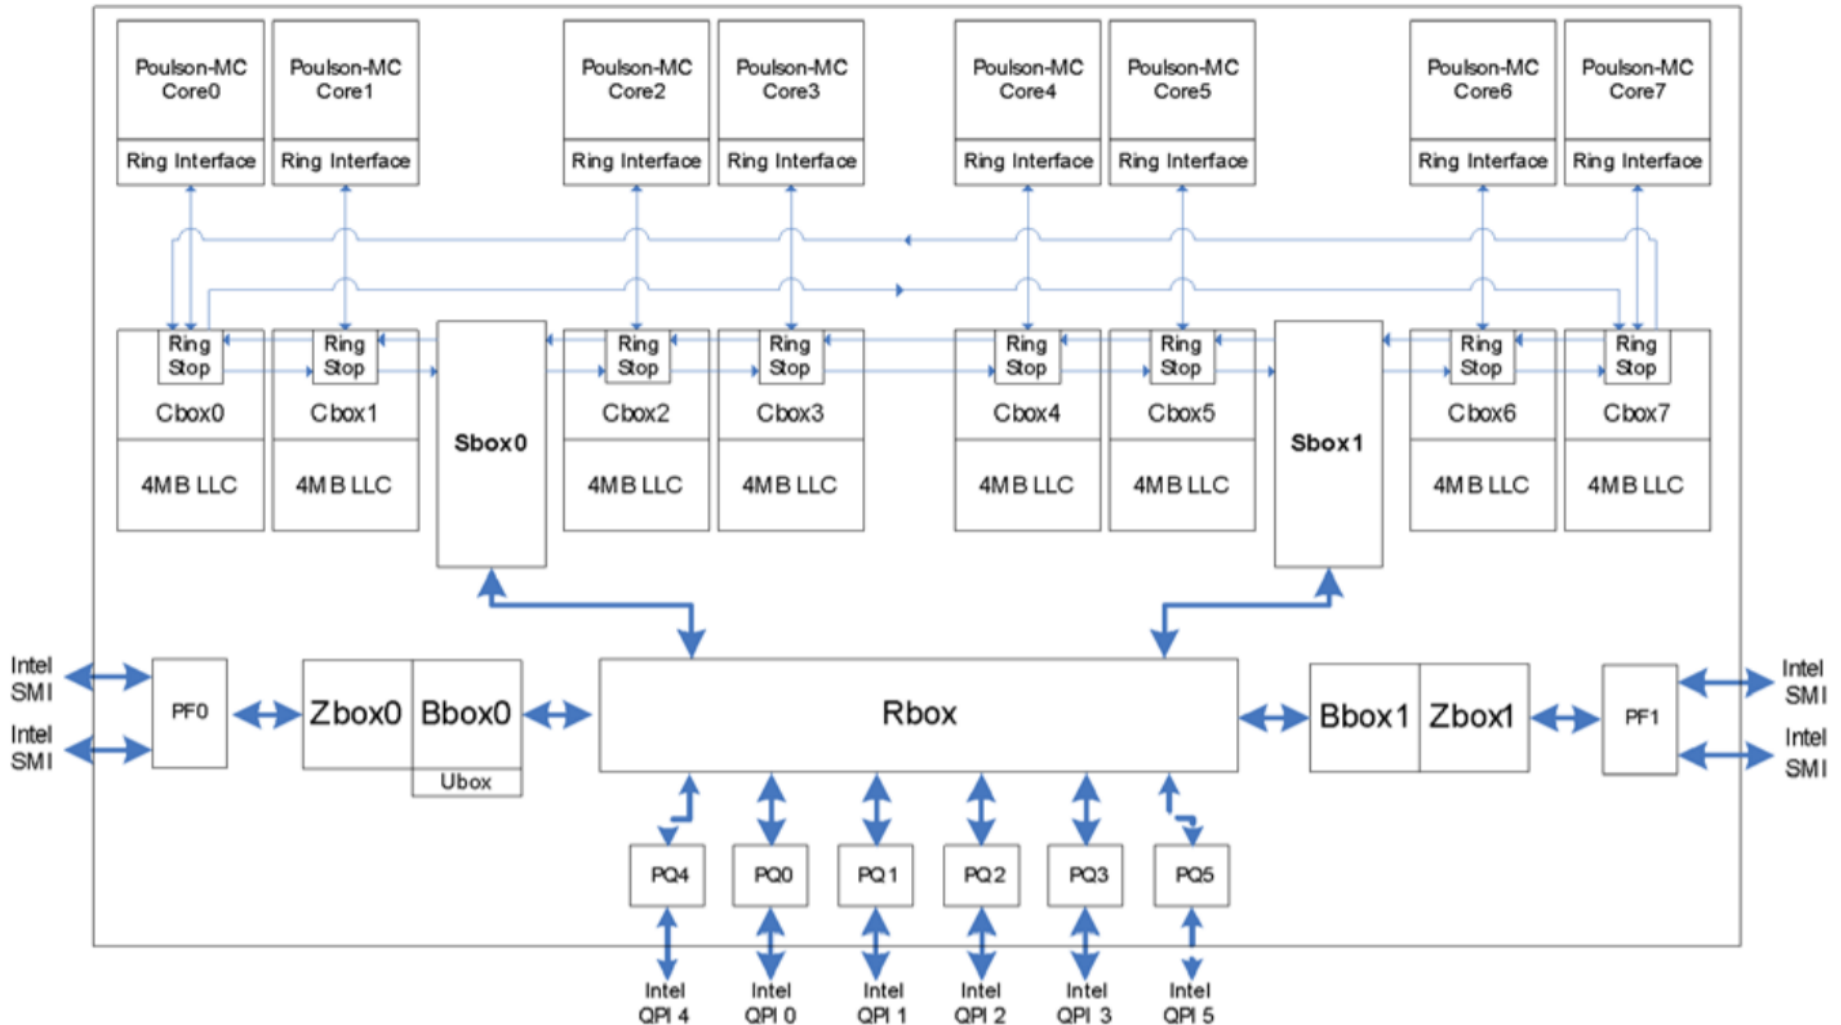 Poulson-MC
Core0
Poulson-MC
Core1
Poulson-MC
Core2
Poulson-MC
Core3
Poulson-MC
Core4
Poulson-MC
Core5
Poulson-MC
Core6
Poulson-MC
Core7
Ring Interface
Ring Interface
Ring Interface
Ring Interface
Ring Interface
Ring Interface
Ring Interface
Ring Interface
Ring
Stop
Ring
Stop
Ring
Stop
Ring
Stop
Ring
Stop
Ring
Stop
Ring
Stop
Ring
Stop
Cbox0
Cbox1
Sbox0
Cbox2
Cbox3
Cbox4
Cbox5
Sbox1
Cbox6
Cbox7
4MB LLC
4MB LLC
4MB LLC
4MB LLC
4MB LLC
4MB LLC
4MB LLC
4MB LLC
Intel
SMI
Intel
SMI
PF0
Zbox0
Bbox0
Ubox
Rbox
Bbox1
Zbox1
PF1
Intel
SMI
Intel
SMI
PQ4
PQ0
PQ1
PQ2
PQ3
PQ5
Intel
QPI 4
Intel
QPI 0
Intel
QPI 1
Intel
QPI 2
Intel
QPI 3
Intel
QPI 5